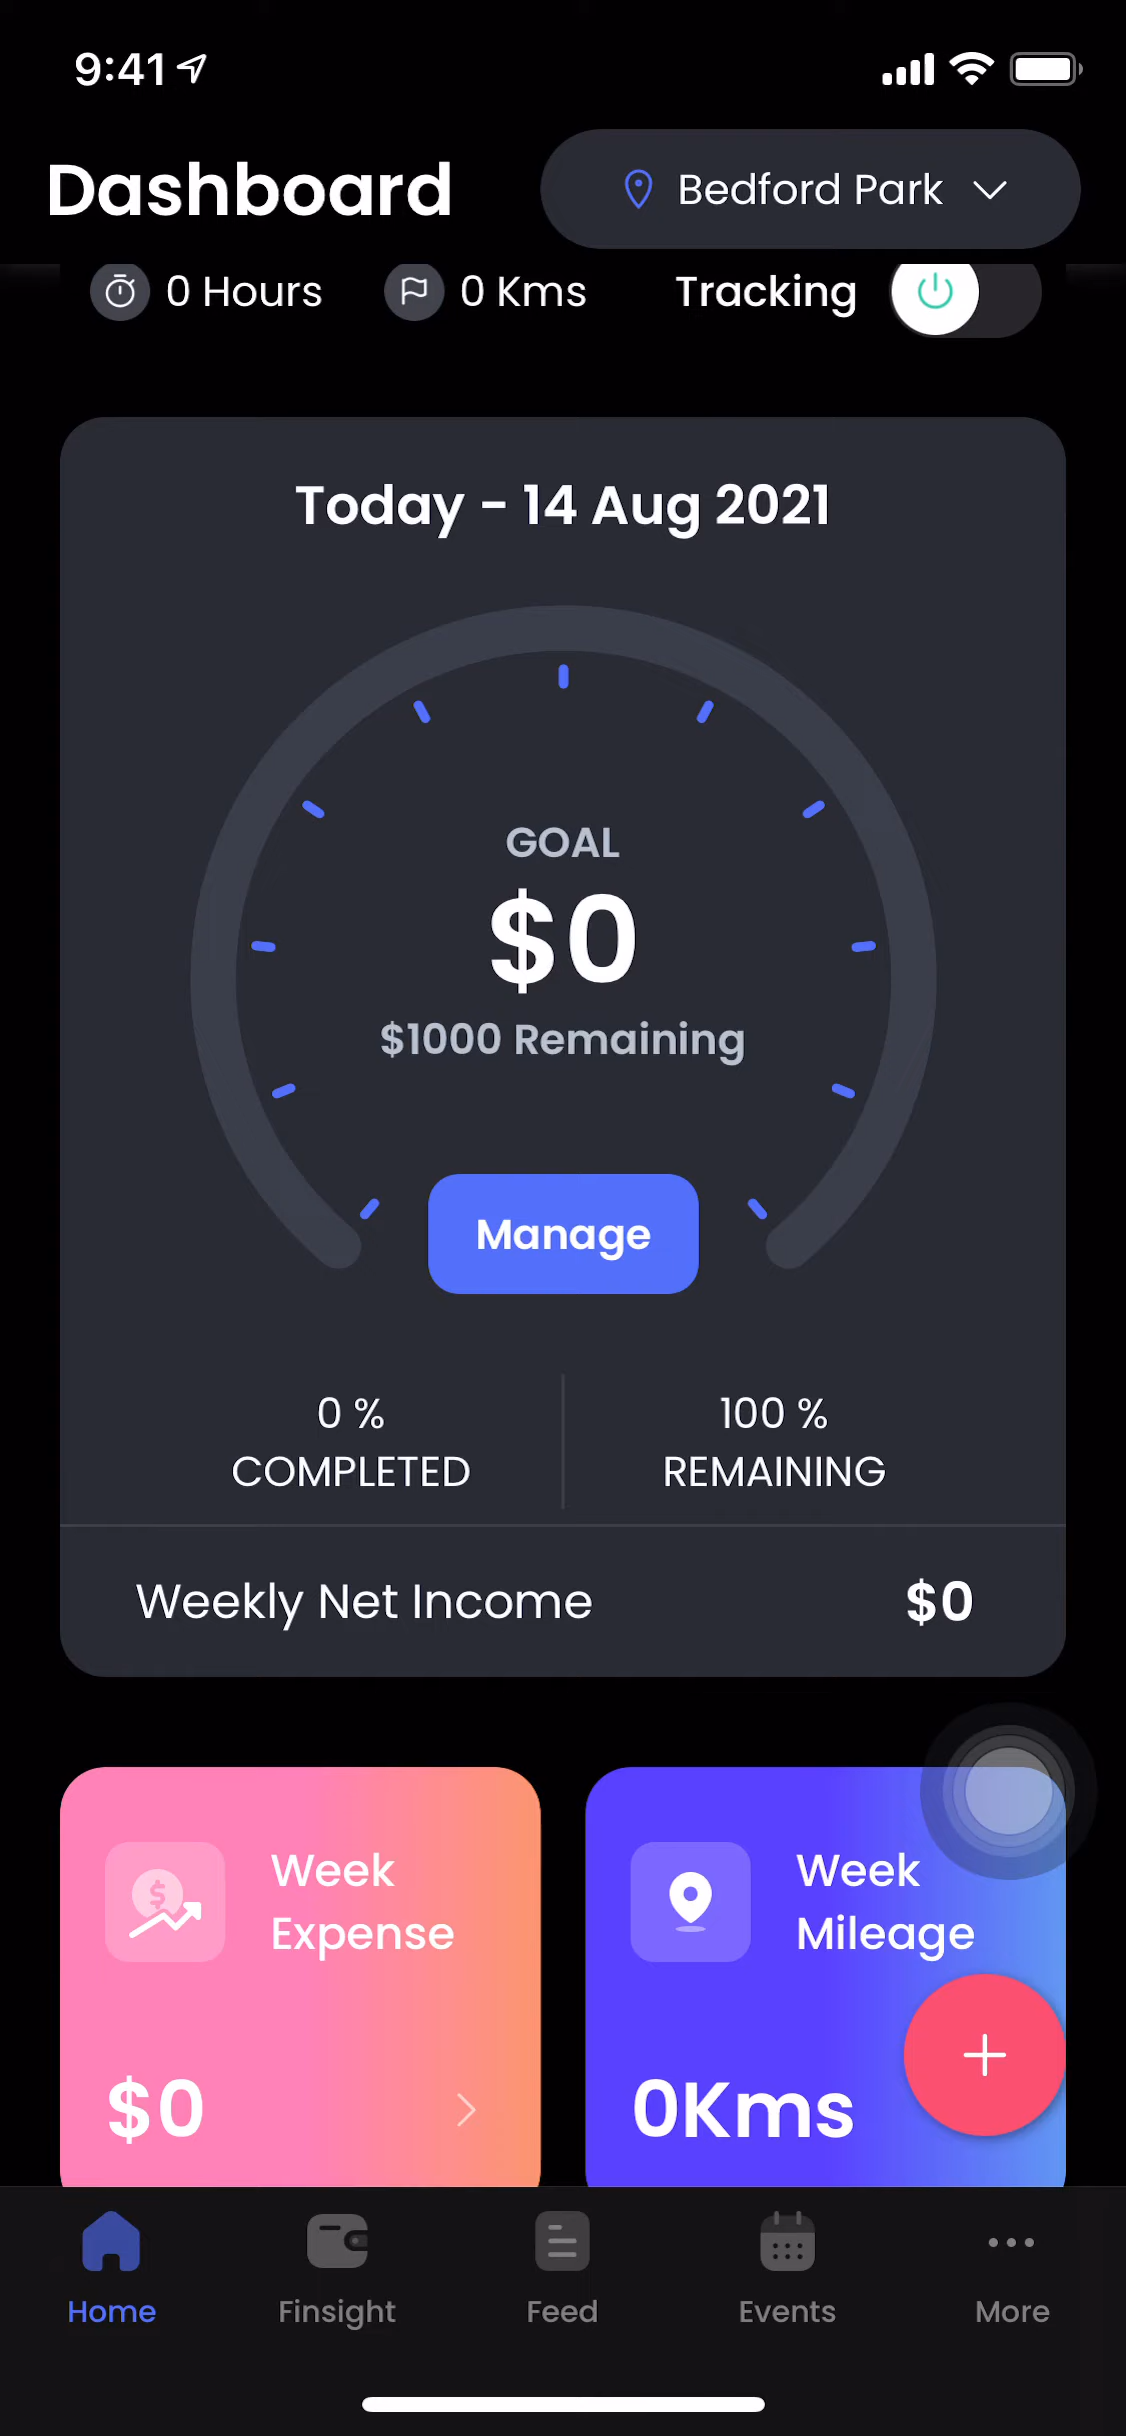 9:41
Dashboard
Bedford Park
0 Hours
0 Kms
Tracking
Today - 14 Aug 2021
GOAL
$0
$1000 Remaining
Manage
0 %
COMPLETED
100 %
REMAINING
Weekly Net Income
$0
Week
Expense
$0
Week
Mileage
0Kms
Home
Finsight
Feed
Events
More